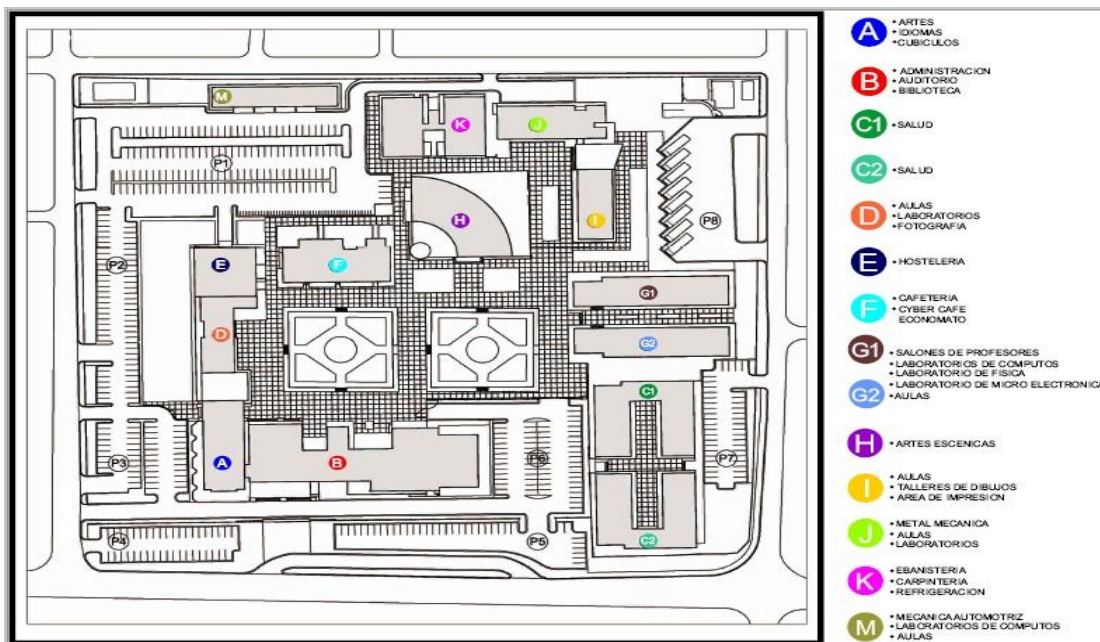 M
K
J
P1
H
I
P8
P2
E
F
G1
D
G2
C1
P3
A
B
P6
P7
P4
P5
C2
A
• ARTES
• IDIOMAS
• CUBICULOS
B
• ADMINISTRACION
• AUDITORIO
• BIBLIOTECA
C1
• SALUD
C2
• SALUD
D
• AULAS
• LABORATORIOS
• FOTOGRAFIA
E
• HOSTELERIA
F
• CAFETERIA
• CYBER CAFE
ECONOMATO
G1
• SALONES DE PROFESORES
• LABORATORIOS DE COMPUTOS
• LABORATORIO DE FISICA
G2
• LABORATORIO DE MICRO ELECTRONICA
• AULAS
H
• ARTES ESCENICAS
I
• AULAS
• TALLERES DE DIBUJOS
• AREA DE IMPRESION
J
• METAL MECANICA
• AULAS
• LABORATORIOS
K
• EBANISTERIA
• CARPINTERIA
• REFRIGERACION
M
• MECANICA AUTOMOTRIZ
• LABORATORIOS DE COMPUTOS
• AULAS